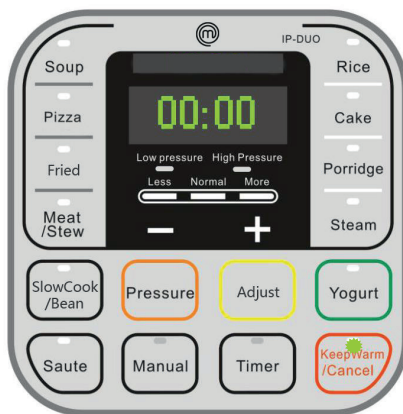 IP-DUO
Soup
Rice
Pizza
00:00
Cake
Low pressure High Pressure
Fried
Less Normal More
Porridge
Meat
/Stew
− +
Steam
SlowCook
/Bean
Pressure
Adjust
Yogurt
Saute
Manual
Timer
KeepWarm
/Cancel